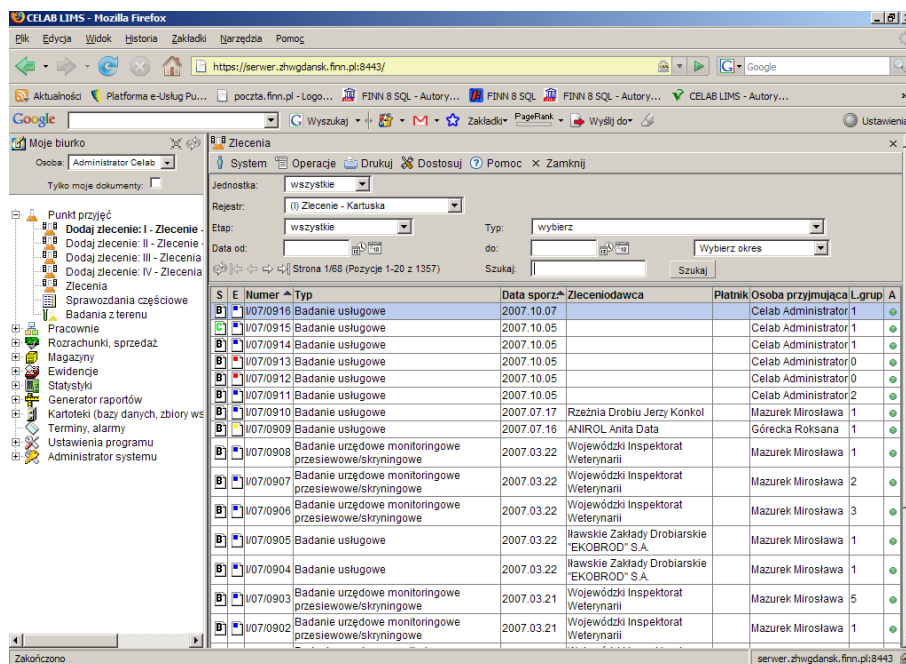 CELAB LIMS - Mozilla Firefox
Plik Edycja Widok Historia Zakładki Narzędzia Pomoc
https://serwer.zhwgdansk.finn.pl:8443/ Google
Aktualności Platforma e-Usług Pu... poczta.finn.pl - Logo... FINN 8 SQL - Autory... FINN 8 SQL FINN 8 SQL - Autory... CELAB LIMS - Autory...
Google Wyszukaj Zakładki PageRank Wyślij do Ustawienia
Moje biurko
Osoba: Administrator Celab
Tylko moje dokumenty:
Punkt przyjęć
Dodaj zlecenie: I - Zlecenie -
Dodaj zlecenie: II - Zlecenie -
Dodaj zlecenie: III - Zlecenia
Dodaj zlecenie: IV - Zlecenia
Zlecenia
Sprawozdania częściowe
Badania z terenu
Pracownie
Rozrachunki, sprzedaż
Magazyny
Ewidencje
Statystyki
Generator raportów
Kartoteki (bazy danych, zbiory ws
Terminy, alarmy
Ustawienia programu
Administrator systemu
Zlecenia
System Operacje Drukuj Dostosuj Pomoc Zamknij
Jednostka: wszystkie
Rejestr: (I) Zlecenie - Kartuska
Etap: wszystkie Typ: wybierz
Data od: do: Wybierz okres
Strona 1/68 (Pozycje 1-20 z 1357) Szukaj: Szukaj
S E Numer Typ Data sporz. Zleceniodawca Płatnik Osoba przyjmująca L.grup A
B I/07/0916 Badanie usługowe 2007.10.07 Celab Administrator 1
C I/07/0915 Badanie usługowe 2007.10.05 Celab Administrator 1
B I/07/0914 Badanie usługowe 2007.10.05 Celab Administrator 1
B I/07/0913 Badanie usługowe 2007.10.05 Celab Administrator 0
B I/07/0912 Badanie usługowe 2007.10.05 Celab Administrator 0
B I/07/0911 Badanie usługowe 2007.10.05 Celab Administrator 2
B I/07/0910 Badanie usługowe 2007.07.17 Rzeźnia Drobiu Jerzy Konkol Mazurek Mirosława 1
B I/07/0909 Badanie usługowe 2007.07.16 ANIROL Anita Data Górecka Roksana 1
B I/07/0908 Badanie urzędowe monitoringowe przesiewowe/skryningowe 2007.03.22 Wojewódzki Inspektorat Weterynarii Mazurek Mirosława 1
B I/07/0907 Badanie urzędowe monitoringowe przesiewowe/skryningowe 2007.03.22 Wojewódzki Inspektorat Weterynarii Mazurek Mirosława 2
B I/07/0906 Badanie urzędowe monitoringowe przesiewowe/skryningowe 2007.03.22 Wojewódzki Inspektorat Weterynarii Mazurek Mirosława 3
B I/07/0905 Badanie usługowe 2007.03.22 Iławskie Zakłady Drobiarskie "EKOBROD" S.A. Mazurek Mirosława 1
B I/07/0904 Badanie usługowe 2007.03.22 Iławskie Zakłady Drobiarskie "EKOBROD" S.A. Mazurek Mirosława 1
B I/07/0903 Badanie urzędowe monitoringowe przesiewowe/skryningowe 2007.03.21 Wojewódzki Inspektorat Weterynarii Mazurek Mirosława 5
B I/07/0902 Badanie urzędowe monitoringowe przesiewowe/skryningowe 2007.03.21 Wojewódzki Inspektorat Weterynarii Mazurek Mirosława 1
Zakończono serwer.zhwgdansk.finn.pl:8443